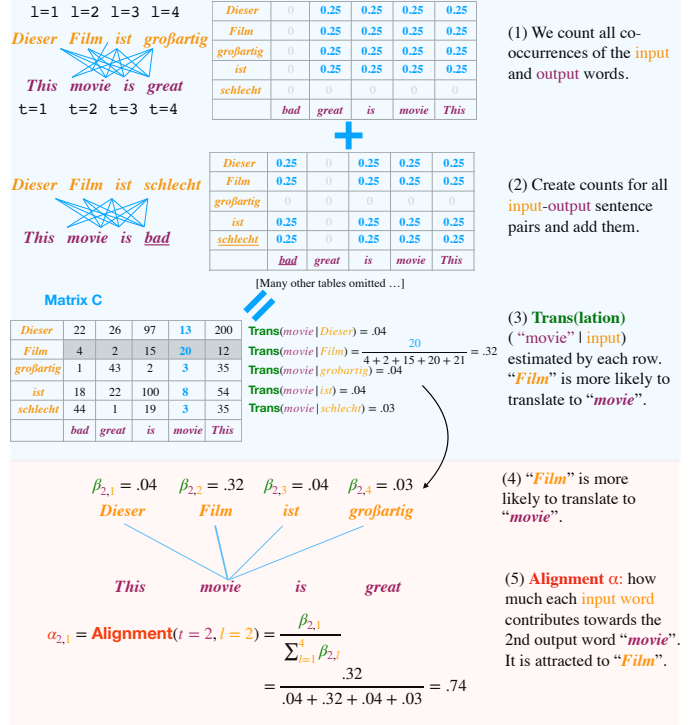 l=1 l=2 l=3 l=4
Dieser Film ist großartig
This movie is great
t=1 t=2 t=3 t=4
Dieser 0 0.25 0.25 0.25 0.25
Film 0 0.25 0.25 0.25 0.25
großartig 0 0.25 0.25 0.25 0.25
ist 0 0.25 0.25 0.25 0.25
schlecht 0 0 0 0 0
bad great is movie This
(1) We count all co-
occurrences of the input
and output words.
+
Dieser Film ist schlecht
This movie is bad
Dieser 0.25 0 0.25 0.25 0.25
Film 0.25 0 0.25 0.25 0.25
großartig 0 0 0 0 0
ist 0.25 0 0.25 0.25 0.25
schlecht 0.25 0 0.25 0.25 0.25
bad great is movie This
(2) Create counts for all
input-output sentence
pairs and add them.
[Many other tables omitted …]
=
Matrix C
Dieser 22 26 97 13 200
Film 4 2 15 20 12
großartig 1 43 2 3 35
ist 18 22 100 8 54
schlecht 44 1 19 3 35
bad great is movie This
Trans(movie | Dieser) = .04
Trans(movie | Film) = 20 / 4 + 2 + 15 + 20 + 21 = .32
Trans(movie | grobartig) = .04
Trans(movie | ist) = .04
Trans(movie | schlecht) = .03
(3) Trans(lation)
( “movie” | input)
estimated by each row.
“Film” is more likely to
translate to “movie”.
β2,1 = .04 β2,2 = .32 β2,3 = .04 β2,4 = .03
Dieser Film ist großartig
This movie is great
(4) “Film” is more
likely to translate to
“movie”.
α2,l = Alignment(t = 2, l = 2) = β2,l / ∑4l=1 β2,l
= .32 / .04 + .32 + .04 + .03 = .74
(5) Alignment α: how
much each input word
contributes towards the
2nd output word “movie”.
It is attracted to “Film”.